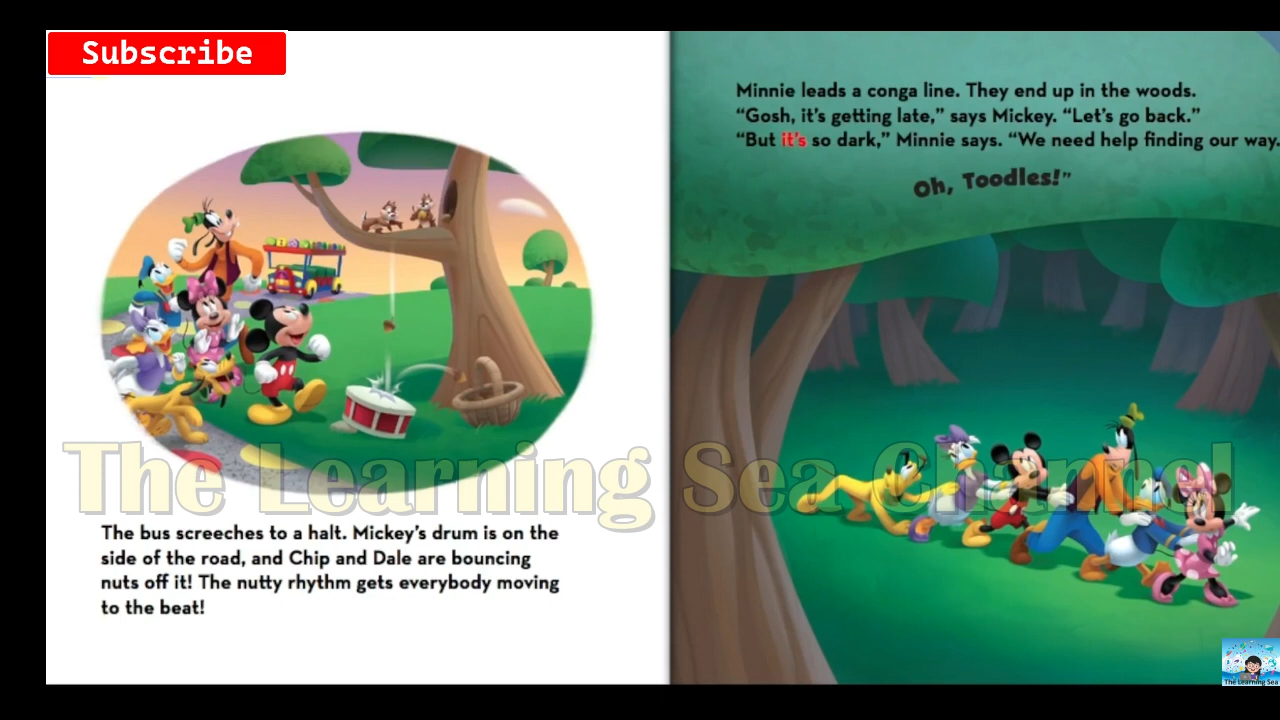 Subscribe
The bus screeches to a halt. Mickey's drum is on the
side of the road, and Chip and Dale are bouncing
nuts off it! The nutty rhythm gets everybody moving
to the beat!
Minnie leads a conga line. They end up in the woods.
“Gosh, it's getting late,” says Mickey. “Let's go back.”
“But it's so dark,” Minnie says. “We need help finding our way.
Oh, Toodles!”
The Learning Sea Channel
The Learning Sea